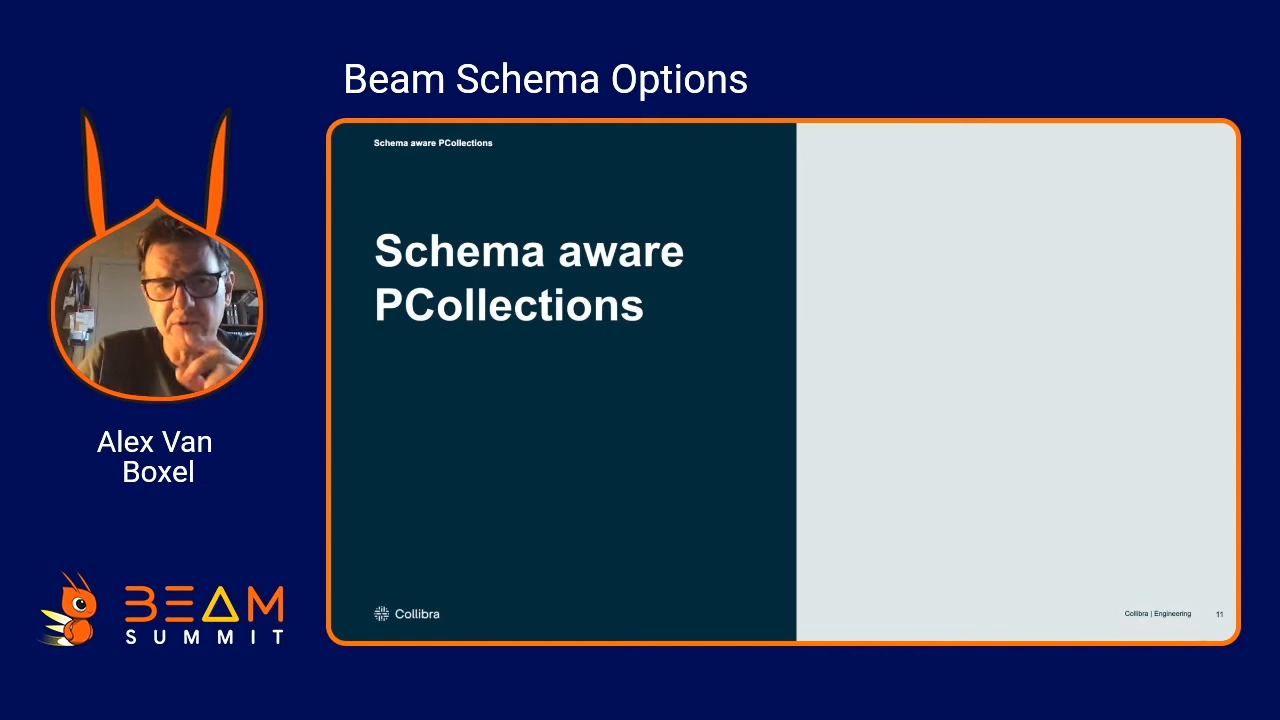 Beam Schema Options
Schema aware PCollections
Schema aware
PCollections
Alex Van
Boxel
BEAM
SUMMIT
Collibra
Collibra | Engineering
11